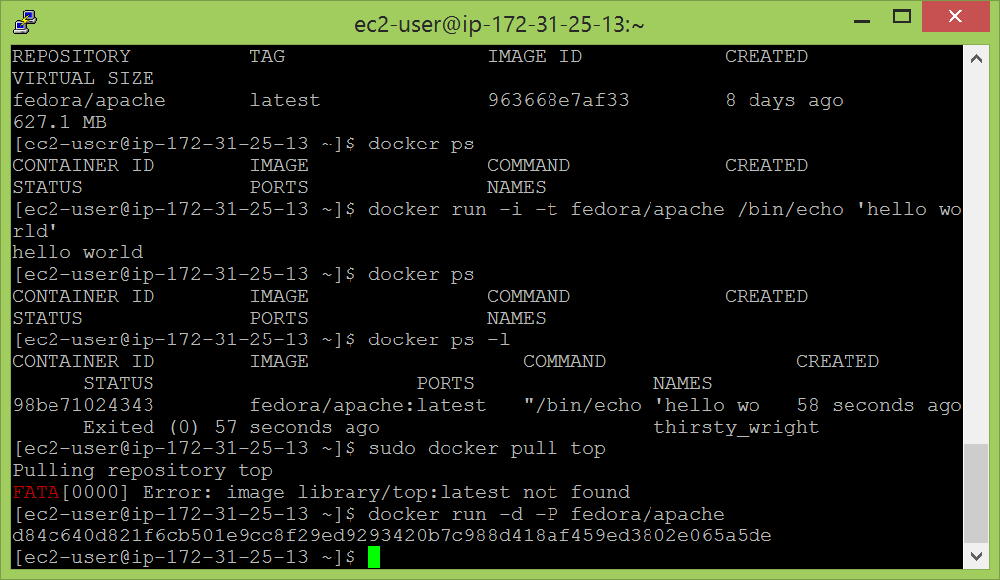 ec2-user@ip-172-31-25-13:~
REPOSITORY TAG IMAGE ID CREATED
VIRTUAL SIZE
fedora/apache latest 963668e7af33 8 days ago
627.1 MB
[ec2-user@ip-172-31-25-13 ~]$ docker ps
CONTAINER ID IMAGE COMMAND CREATED
STATUS PORTS NAMES
[ec2-user@ip-172-31-25-13 ~]$ docker run -i -t fedora/apache /bin/echo 'hello wo
rld'
hello world
[ec2-user@ip-172-31-25-13 ~]$ docker ps
CONTAINER ID IMAGE COMMAND CREATED
STATUS PORTS NAMES
[ec2-user@ip-172-31-25-13 ~]$ docker ps -l
CONTAINER ID IMAGE COMMAND CREATED
STATUS PORTS NAMES
98be71024343 fedora/apache:latest "/bin/echo 'hello wo 58 seconds ago
Exited (0) 57 seconds ago thirsty_wright
[ec2-user@ip-172-31-25-13 ~]$ sudo docker pull top
Pulling repository top
FATA[0000] Error: image library/top:latest not found
[ec2-user@ip-172-31-25-13 ~]$ docker run -d -P fedora/apache
d84c640d821f6cb501e9cc8f29ed9293420b7c988d418af459ed3802e065a5de
[ec2-user@ip-172-31-25-13 ~]$